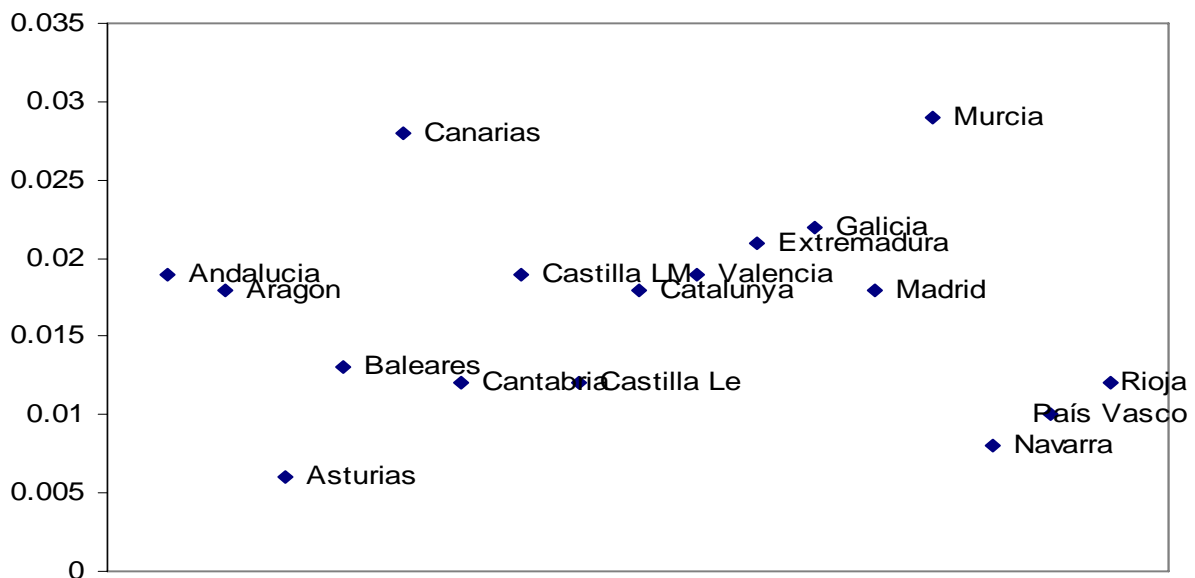 0.035
0.03
Murcia
Canarias
0.025
Galicia
Extremadura
0.02
Andalucia
Castilla LM
Valencia
Aragon
Catalunya
Madrid
0.015
Baleares
Cantabria
Castilla Le
Rioja
0.01
País Vasco
Navarra
0.005
Asturias
0